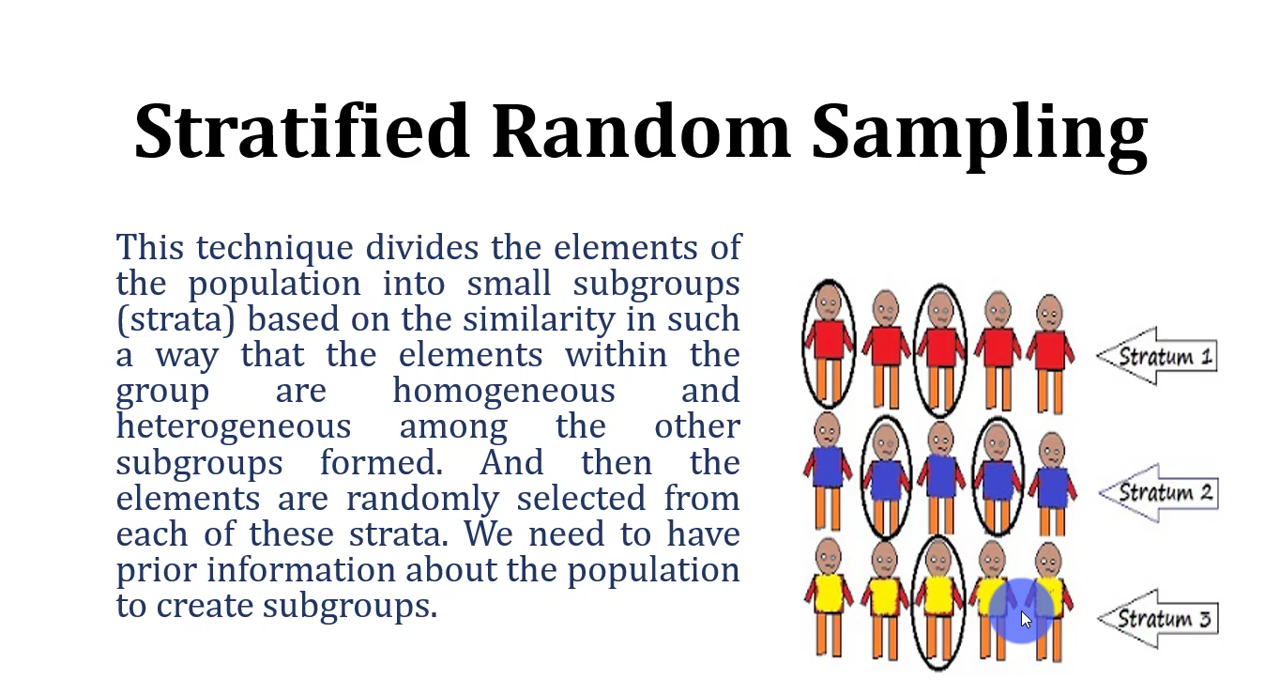 Stratified Random Sampling
This technique divides the elements of
the population into small subgroups
(strata) based on the similarity in such
a way that the elements within the
group are homogeneous and
heterogeneous among the other
subgroups formed. And then the
elements are randomly selected from
each of these strata. We need to have
prior information about the population
to create subgroups.
Stratum 1
Stratum 2
Stratum 3